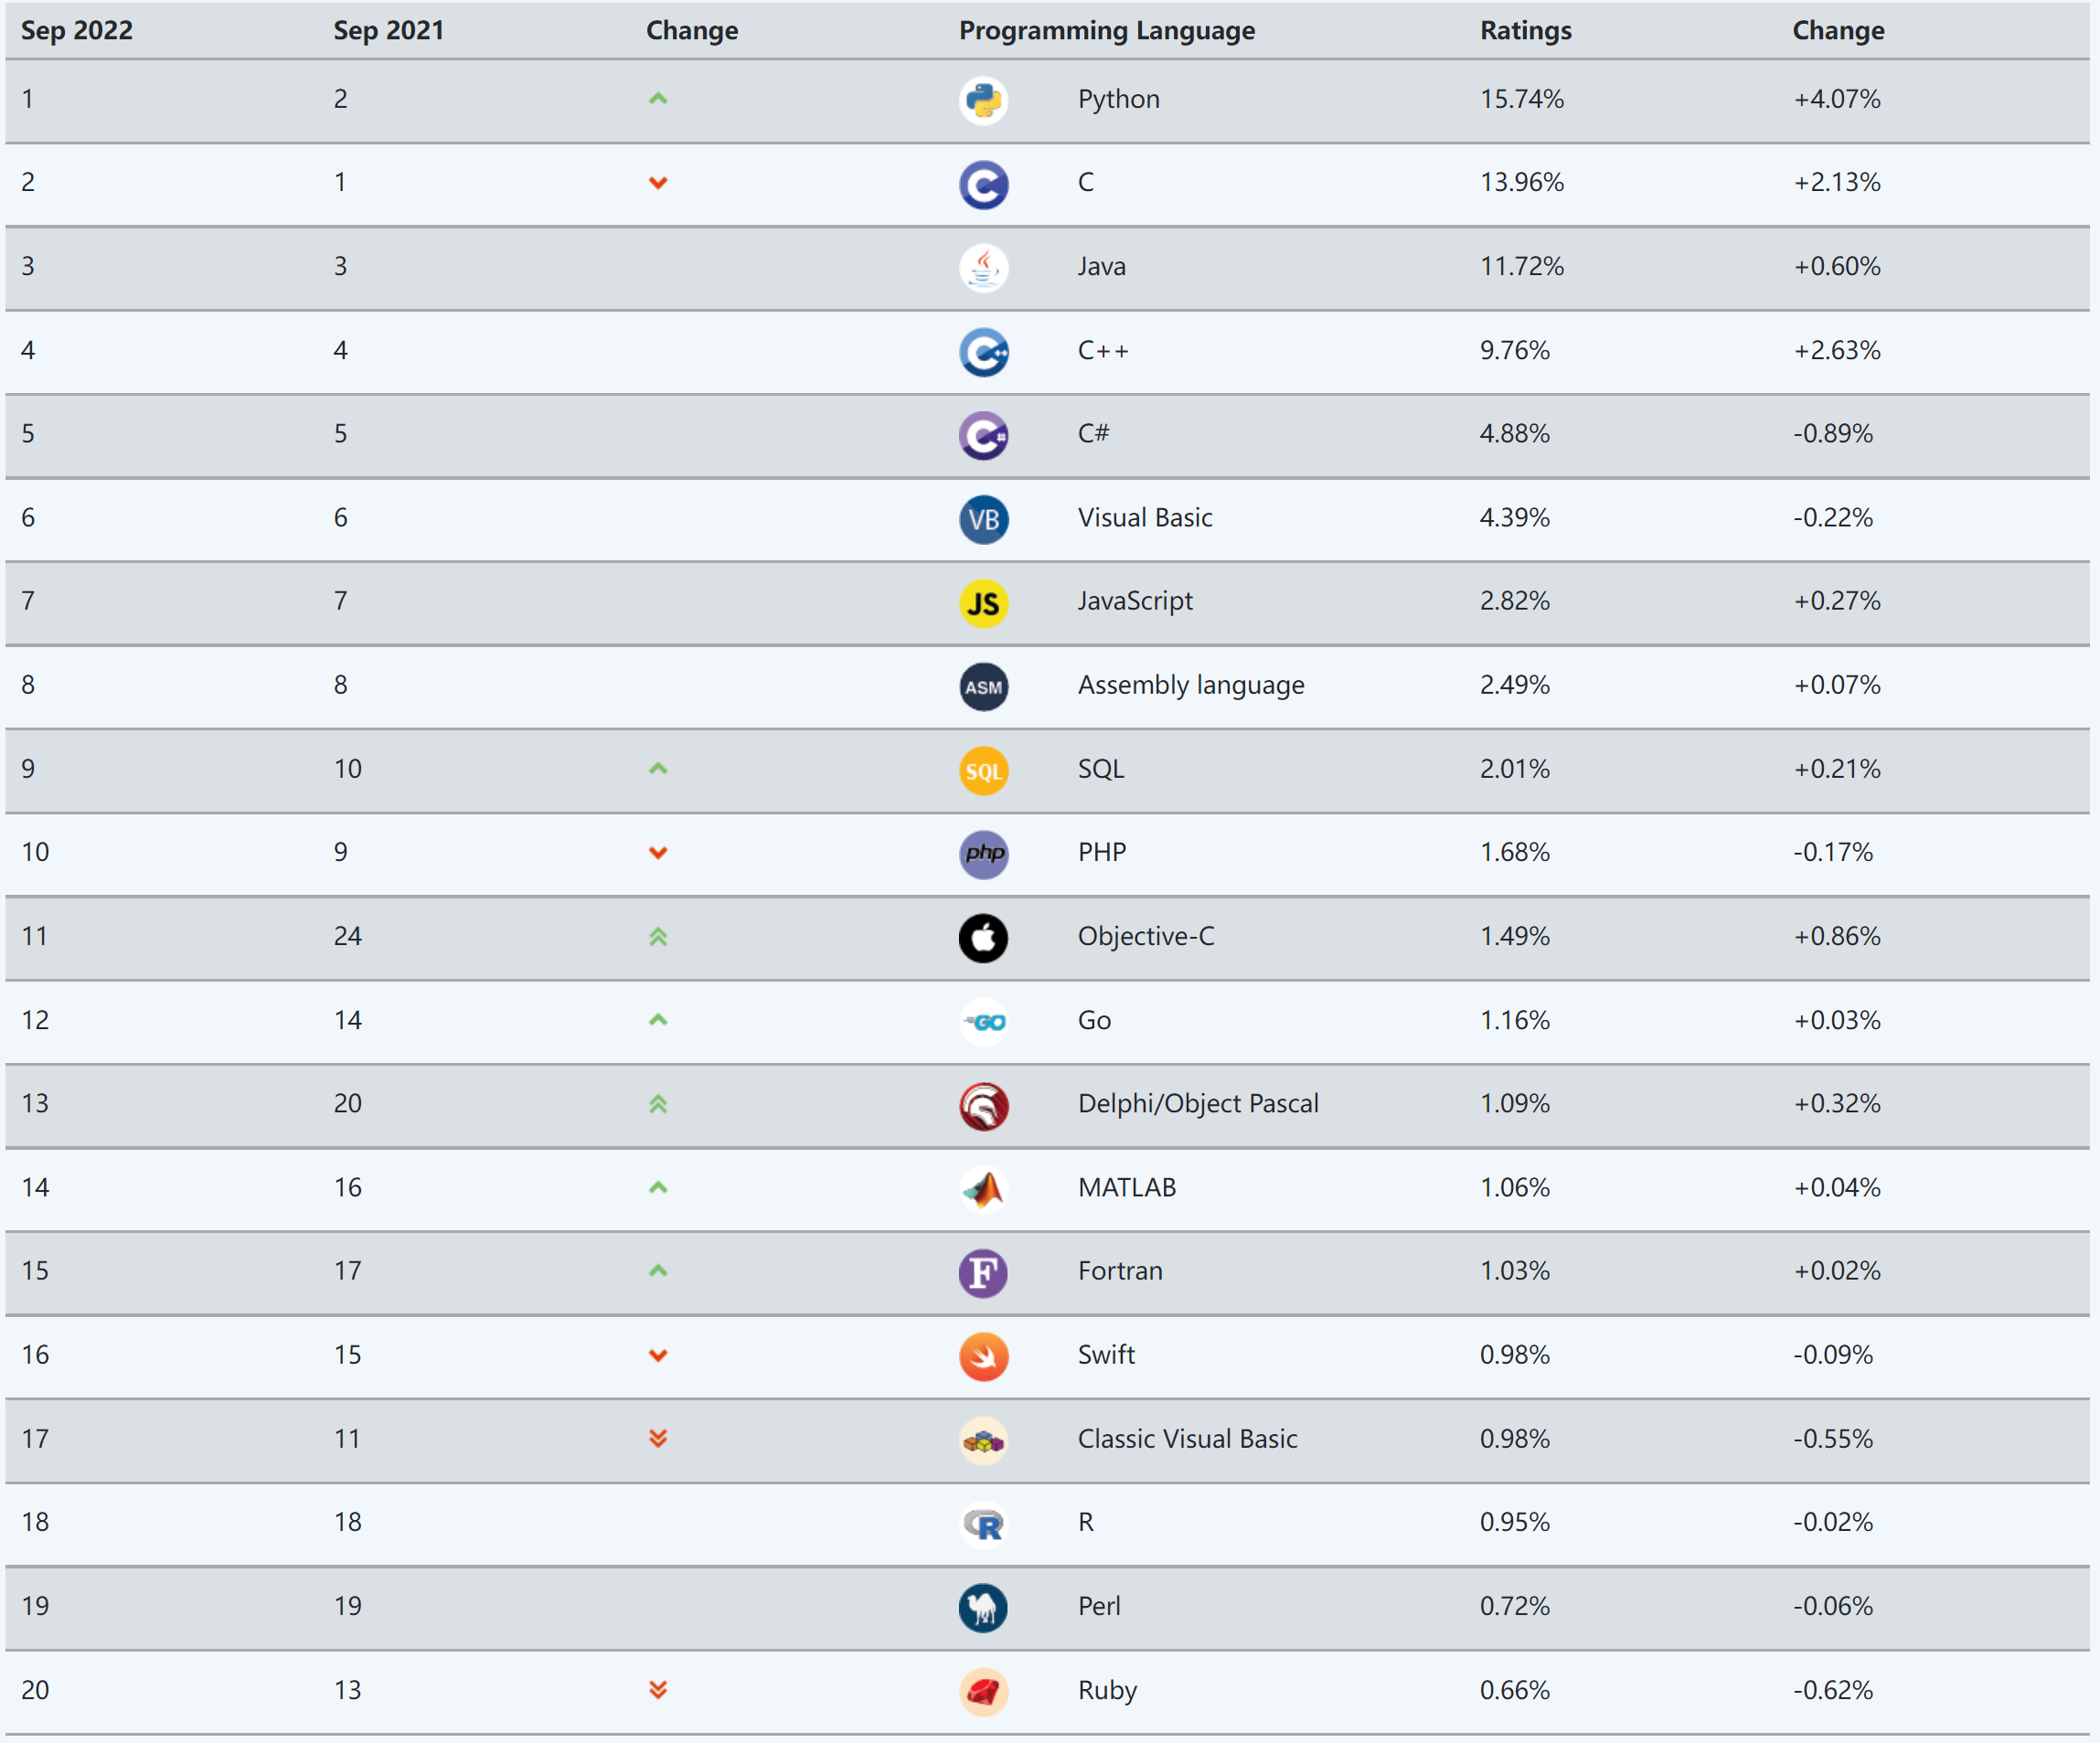 Sep 2022 Sep 2021 Change Programming Language Ratings Change
1 2 Python 15.74% +4.07%
2 1 C 13.96% +2.13%
3 3 Java 11.72% +0.60%
4 4 C++ 9.76% +2.63%
5 5 C# 4.88% -0.89%
6 6 VB Visual Basic 4.39% -0.22%
7 7 JS JavaScript 2.82% +0.27%
8 8 ASM Assembly language 2.49% +0.07%
9 10 SQL SQL 2.01% +0.21%
10 9 php PHP 1.68% -0.17%
11 24 Objective-C 1.49% +0.86%
12 14 GO Go 1.16% +0.03%
13 20 Delphi/Object Pascal 1.09% +0.32%
14 16 MATLAB 1.06% +0.04%
15 17 F Fortran 1.03% +0.02%
16 15 Swift 0.98% -0.09%
17 11 Classic Visual Basic 0.98% -0.55%
18 18 R R 0.95% -0.02%
19 19 Perl 0.72% -0.06%
20 13 Ruby 0.66% -0.62%